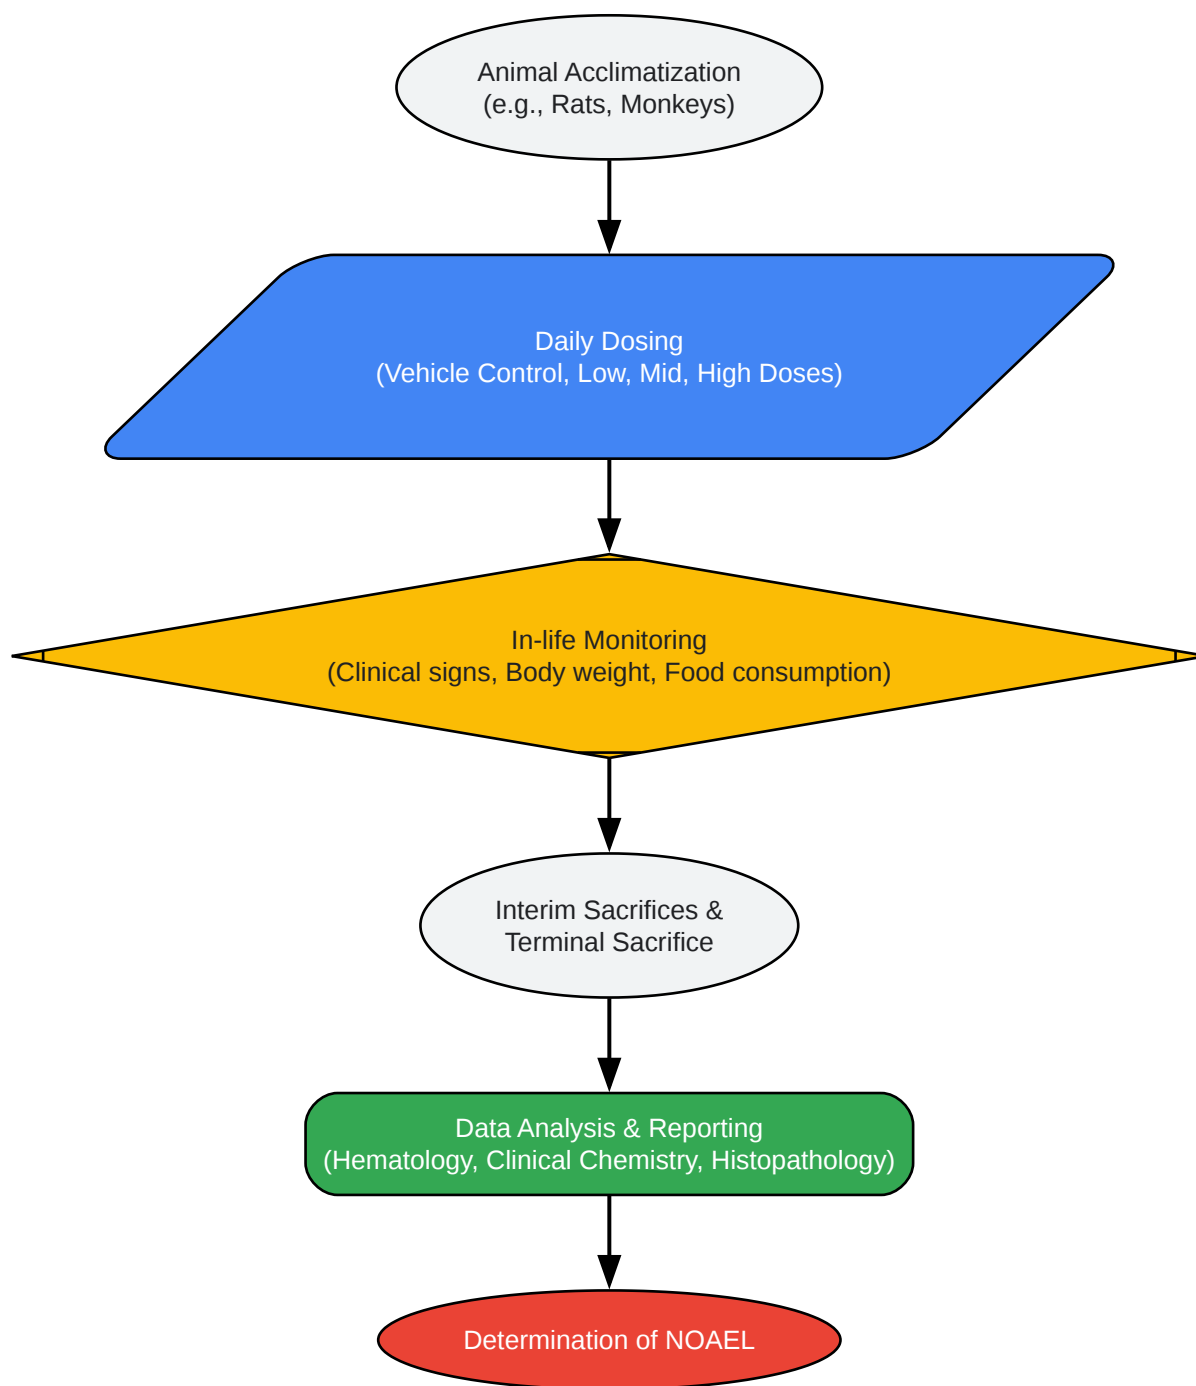 Animal Acclimatization
(e.g., Rats, Monkeys)
Daily Dosing
(Vehicle Control, Low, Mid, High Doses)
In-life Monitoring
(Clinical signs, Body weight, Food consumption)
Interim Sacrifices &
Terminal Sacrifice
Data Analysis & Reporting
(Hematology, Clinical Chemistry, Histopathology)
Determination of NOAEL